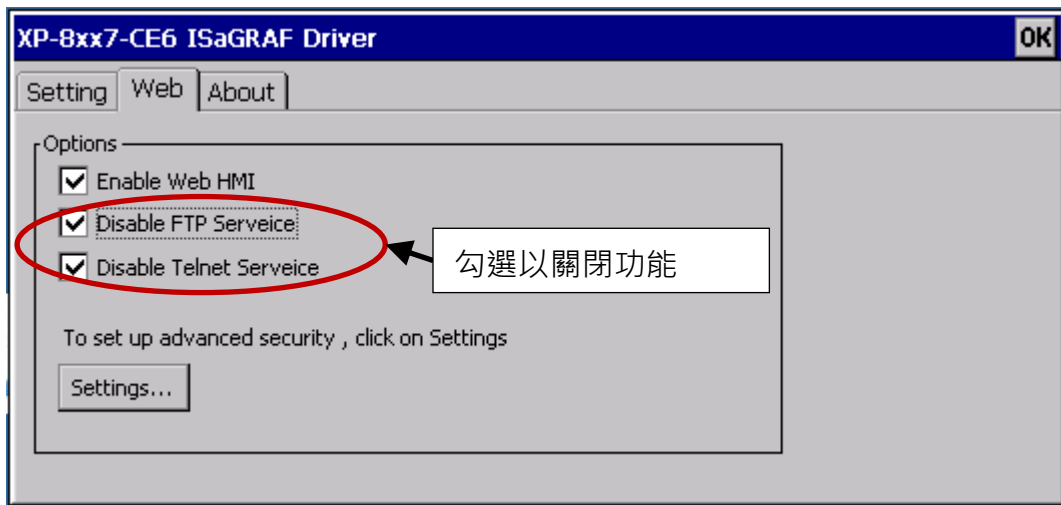 XP-8xx7-CE6 ISaGRAF Driver
OK
Setting Web About
Options
Enable Web HMI
Disable FTP Serveice
Disable Telnet Serveice
勾選以關閉功能
To set up advanced security , click on Settings
Settings...